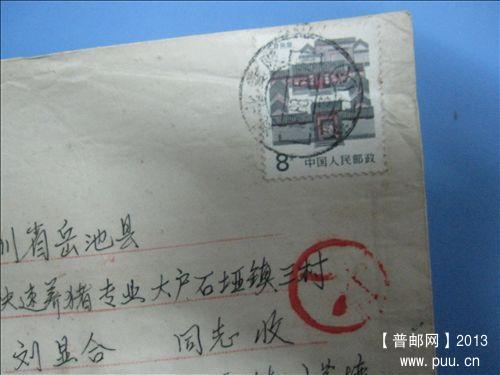 8分
中国人民邮政
川省岳池县
快速养猪专业大户石垭镇三村
刘显合 同志收
【普邮网】2013
www.puu.cn